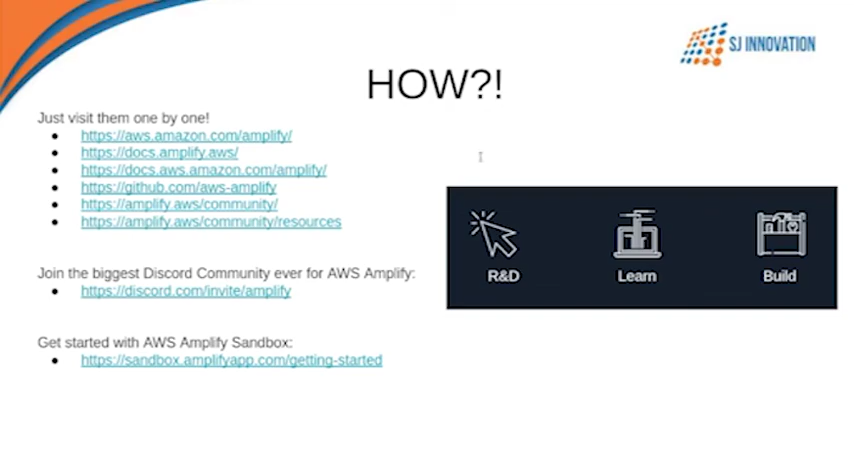 SJ INNOVATION
HOW?!
Just visit them one by one!
https://aws.amazon.com/amplify/
https://docs.amplify.aws/
https://docs.aws.amazon.com/amplify/
https://github.com/aws-amplify
https://amplify.aws/community/
https://amplify.aws/community/resources
R&D
Learn
Build
Join the biggest Discord Community ever for AWS Amplify:
https://discord.com/invite/amplify
Get started with AWS Amplify Sandbox:
https://sandbox.amplifyapp.com/getting-started